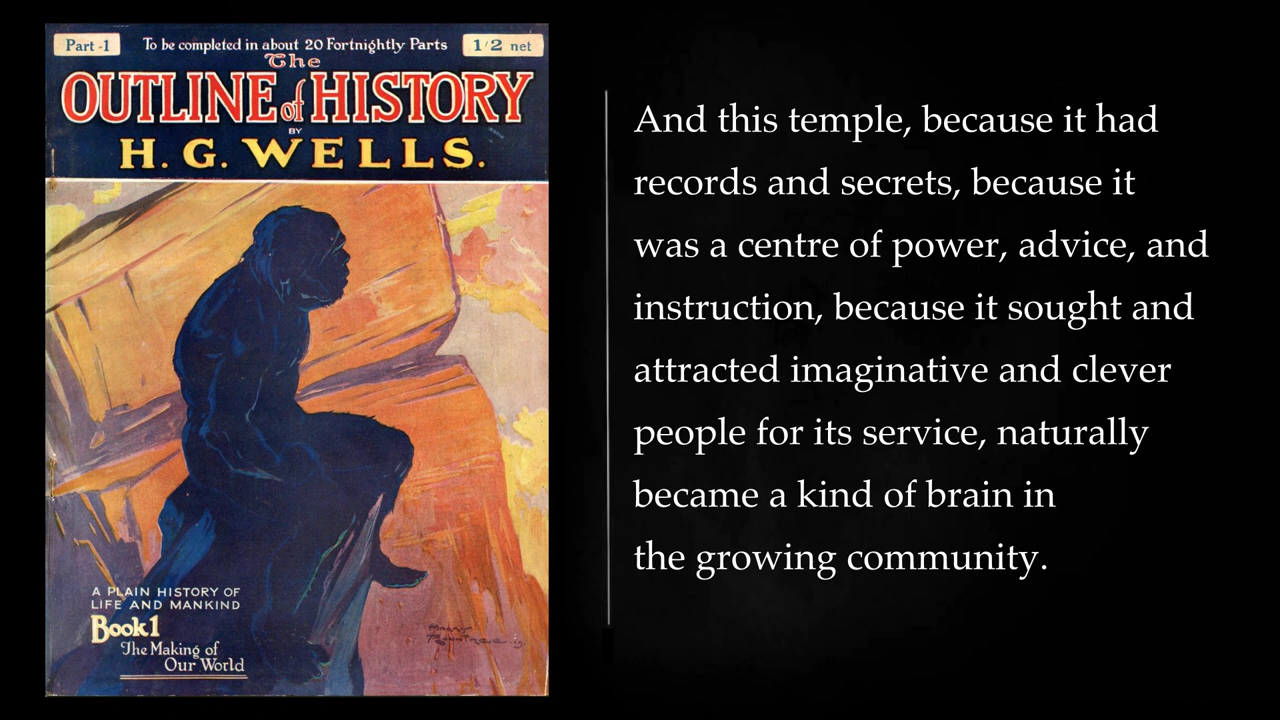 Part -1
To be completed in about 20 Fortnightly Parts
1/2 net
The
OUTLINE of HISTORY
BY
H. G. WELLS.
A PLAIN HISTORY OF
LIFE AND MANKIND
Book 1
The Making of
Our World
And this temple, because it had
records and secrets, because it
was a centre of power, advice, and
instruction, because it sought and
attracted imaginative and clever
people for its service, naturally
became a kind of brain in
the growing community.